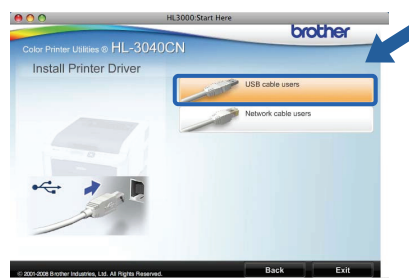 HL3000:Start Here
brother
Color Printer Utilities ® HL-3040CN
Install Printer Driver
USB cable users
Network cable users
© 2001-2008 Brother Industries, Ltd. All Rights Reserved.
Back
Exit